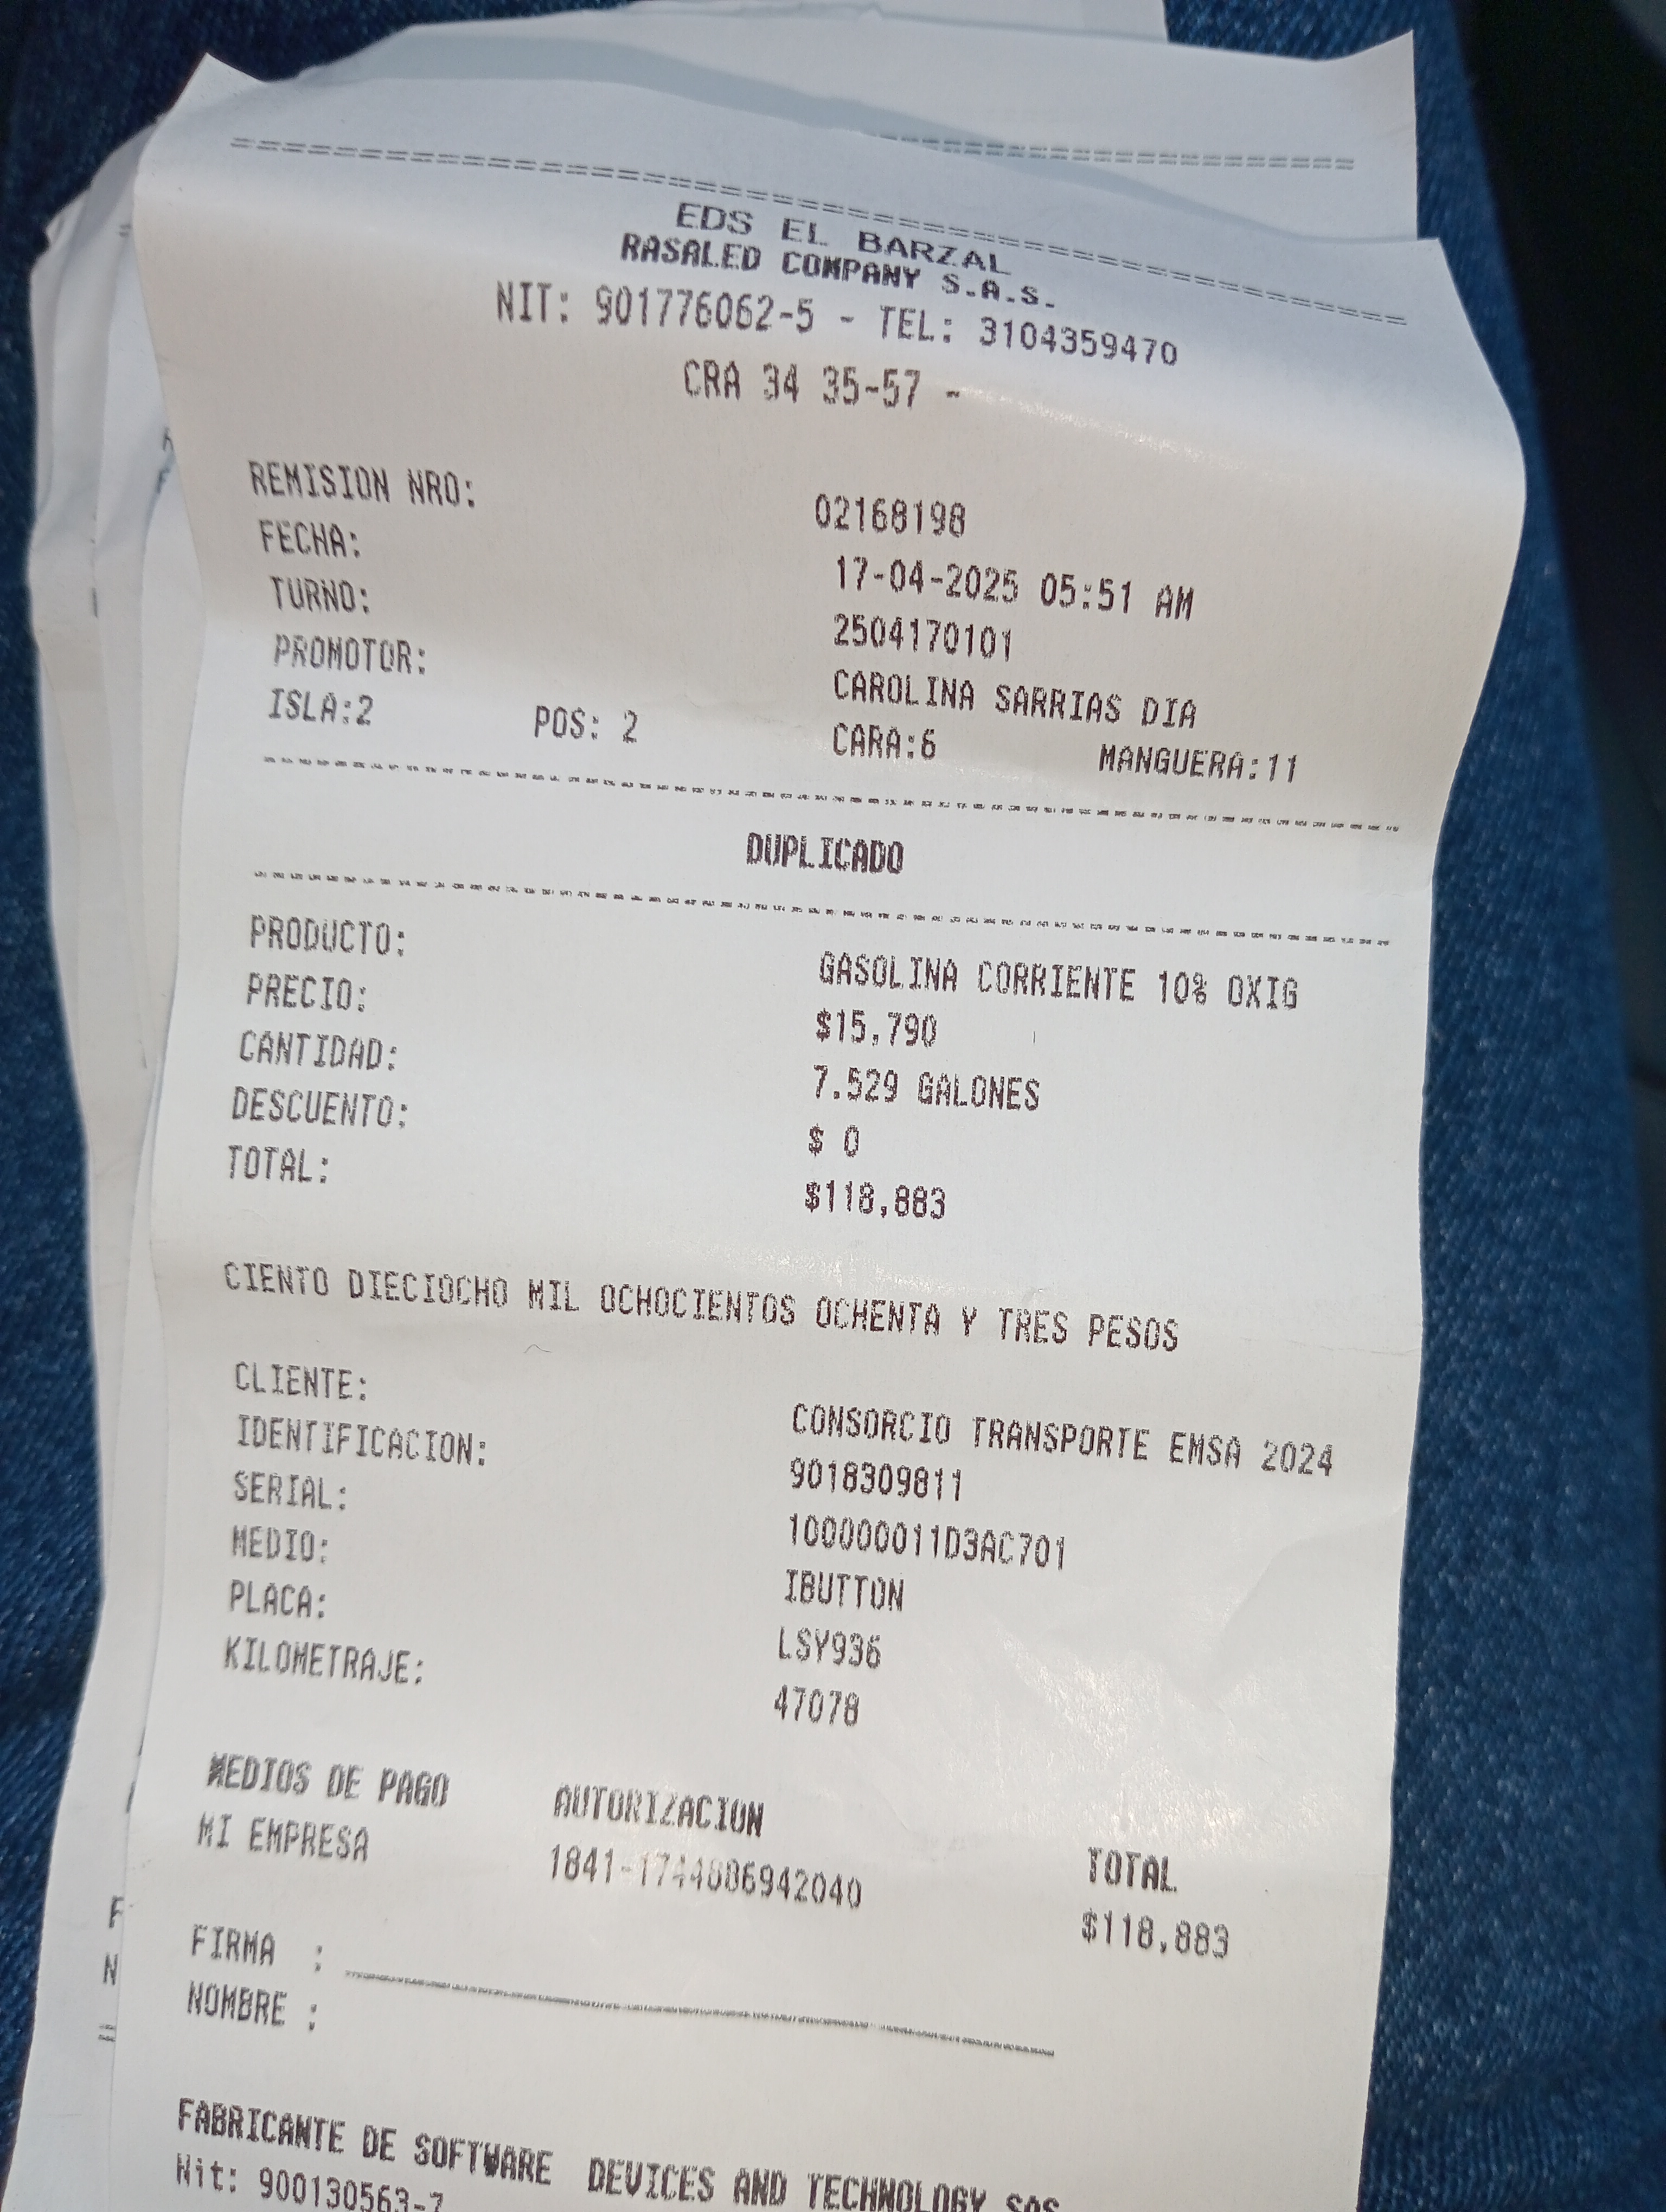 EDS EL BARZAL
RASALED COMPANY S.A.S.
NIT: 901776062-5 - TEL: 3104359470
CRA 34 35-57 -
REMISION NRO: 02168198
FECHA: 17-04-2025 05:51 AM
TURNO: 2504170101
PROMOTOR: CAROLINA SARRIAS DIA
ISLA:2 POS: 2 CARA:6 MANGUERA:11
DUPLICADO
PRODUCTO: GASOLINA CORRIENTE 10% OXIG
PRECIO: $15,790
CANTIDAD: 7.529 GALONES
DESCUENTO: $ 0
TOTAL: $118,883
CIENTO DIECIOCHO MIL OCHOCIENTOS OCHENTA Y TRES PESOS
CLIENTE: CONSORCIO TRANSPORTE EMSA 2024
IDENTIFICACION: 9018309811
SERIAL: 100000011D3AC701
MEDIO: IBUTTON
PLACA: LSY936
KILOMETRAJE: 47078
MEDIOS DE PAGO AUTORIZACION TOTAL
MI EMPRESA $118,883
FIRMA :
NOMBRE :
FABRICANTE DE SOFTWARE DEVICES AND TECHNOLOGY SAS
Nit: 900130563-7